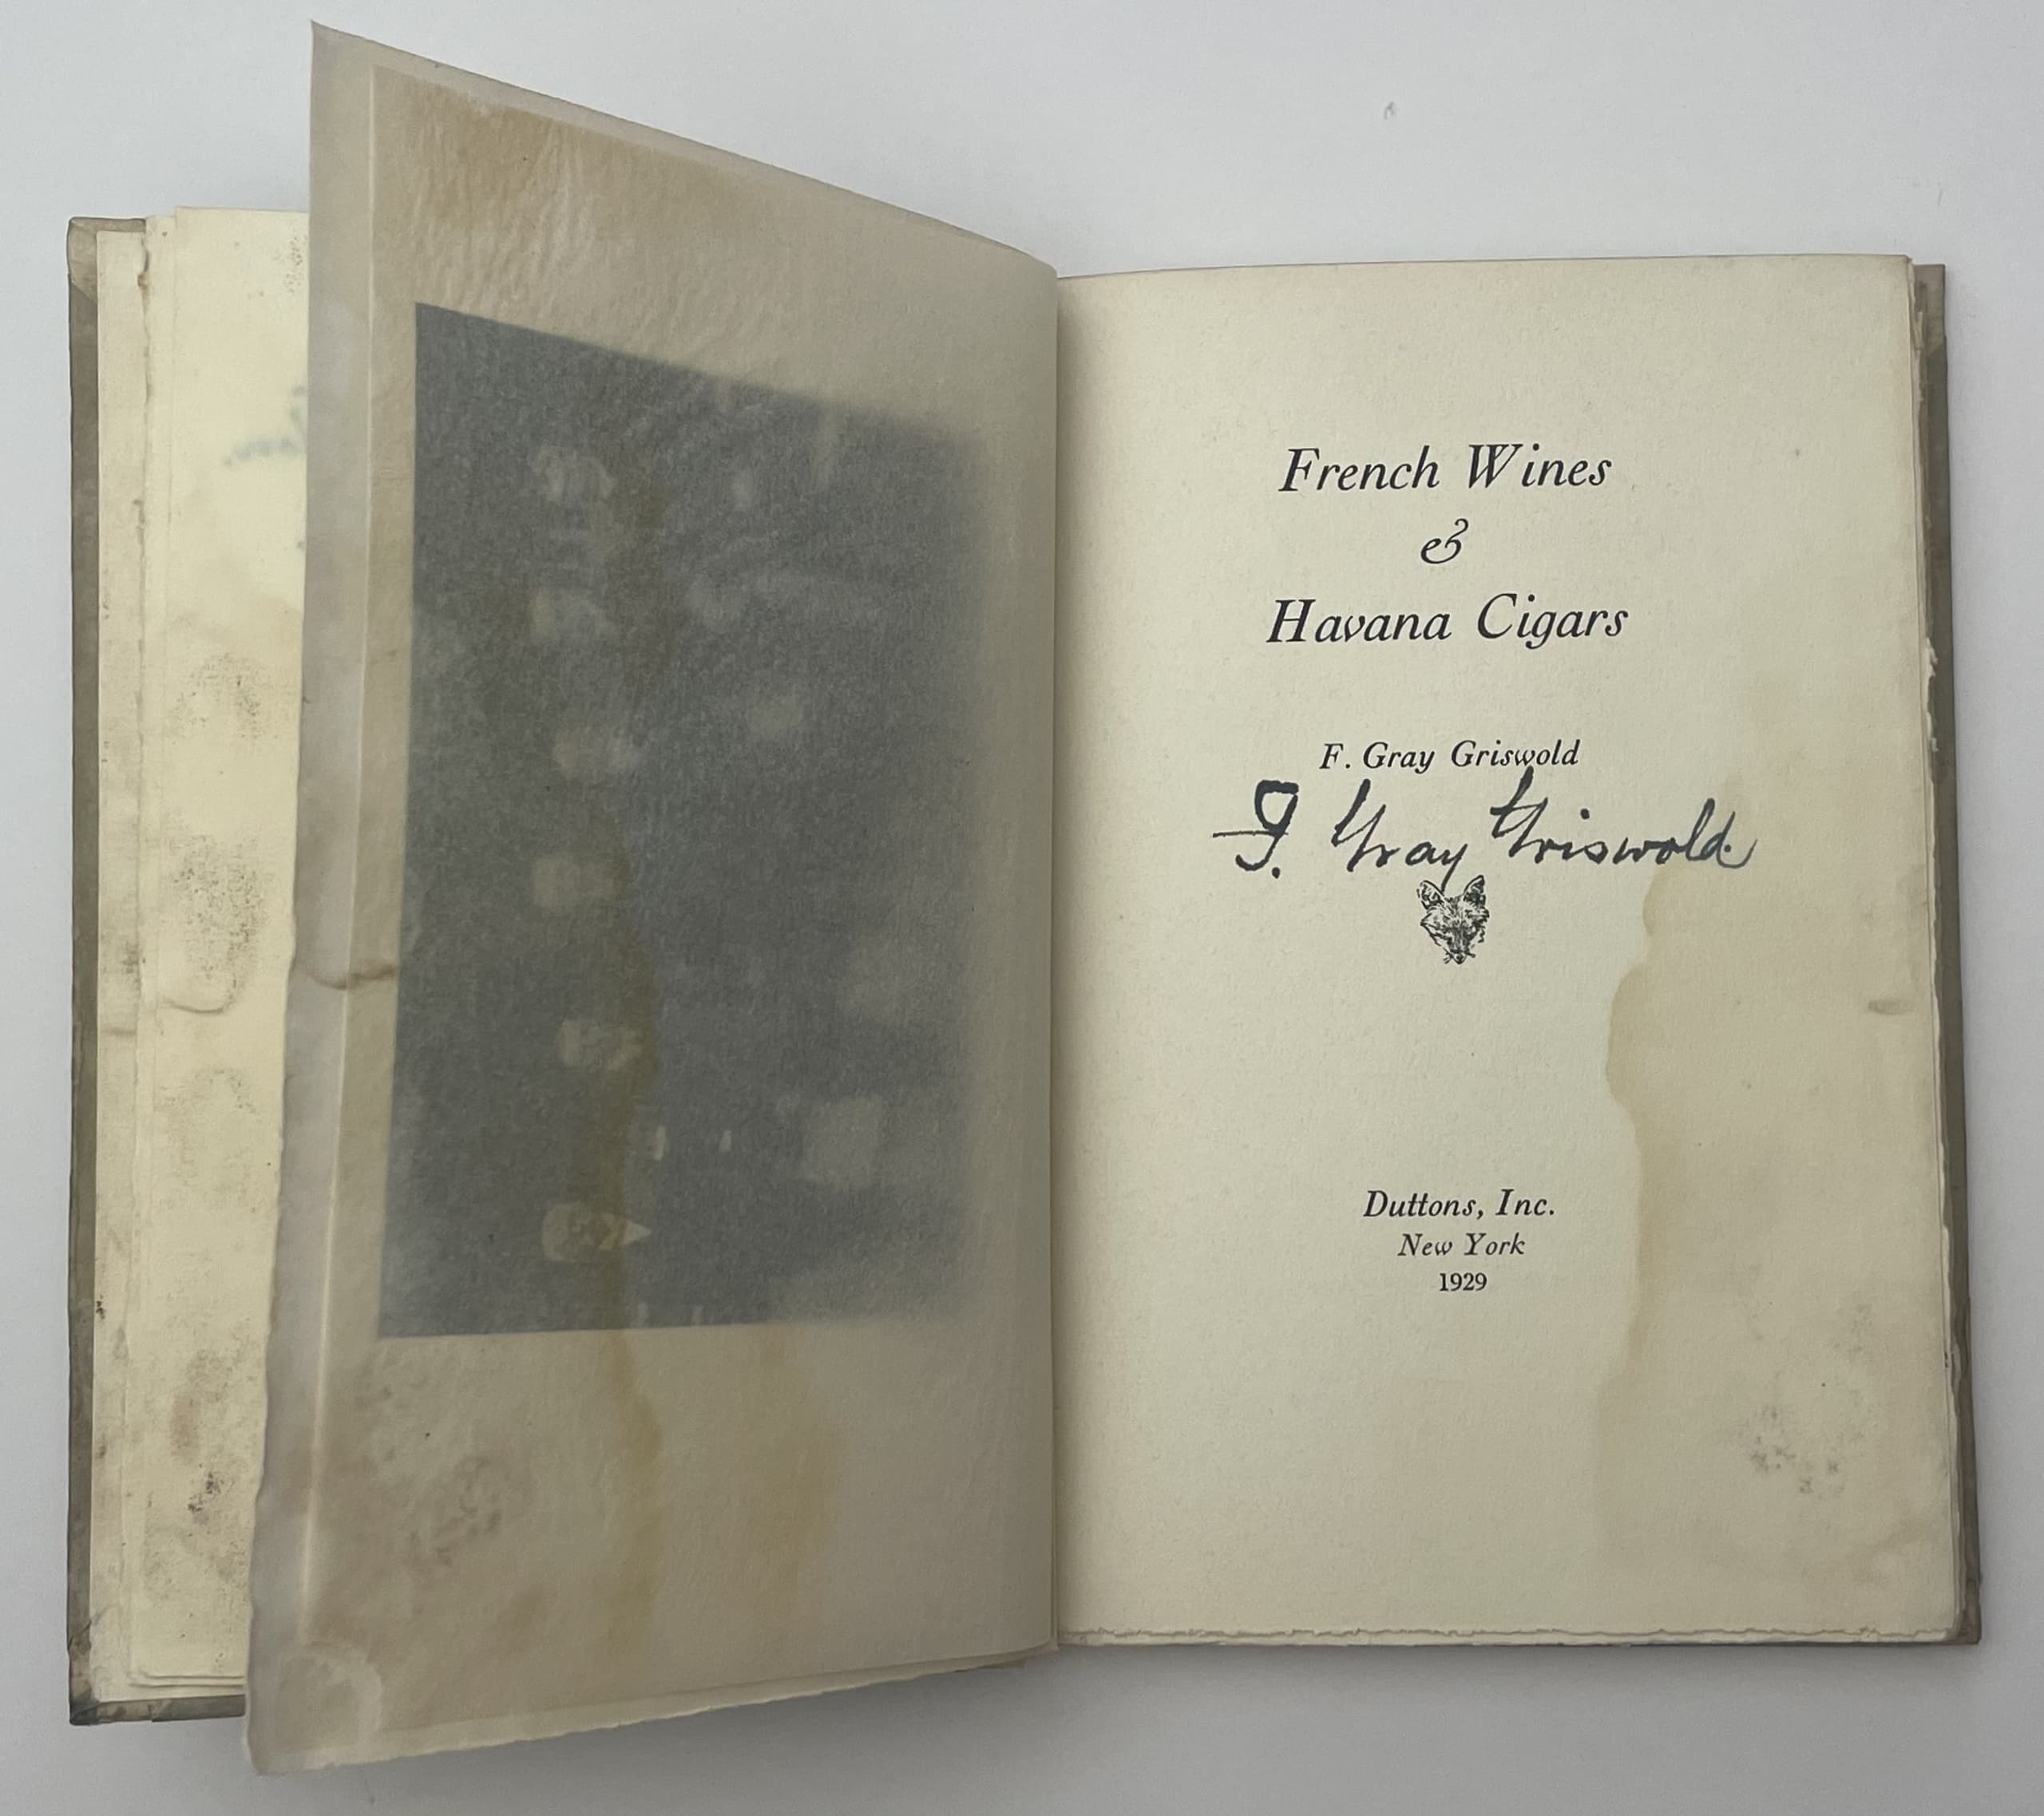 French Wines
&
Havana Cigars
F. Gray Griswold
F. Gray Griswold.
Duttons, Inc.
New York
1929